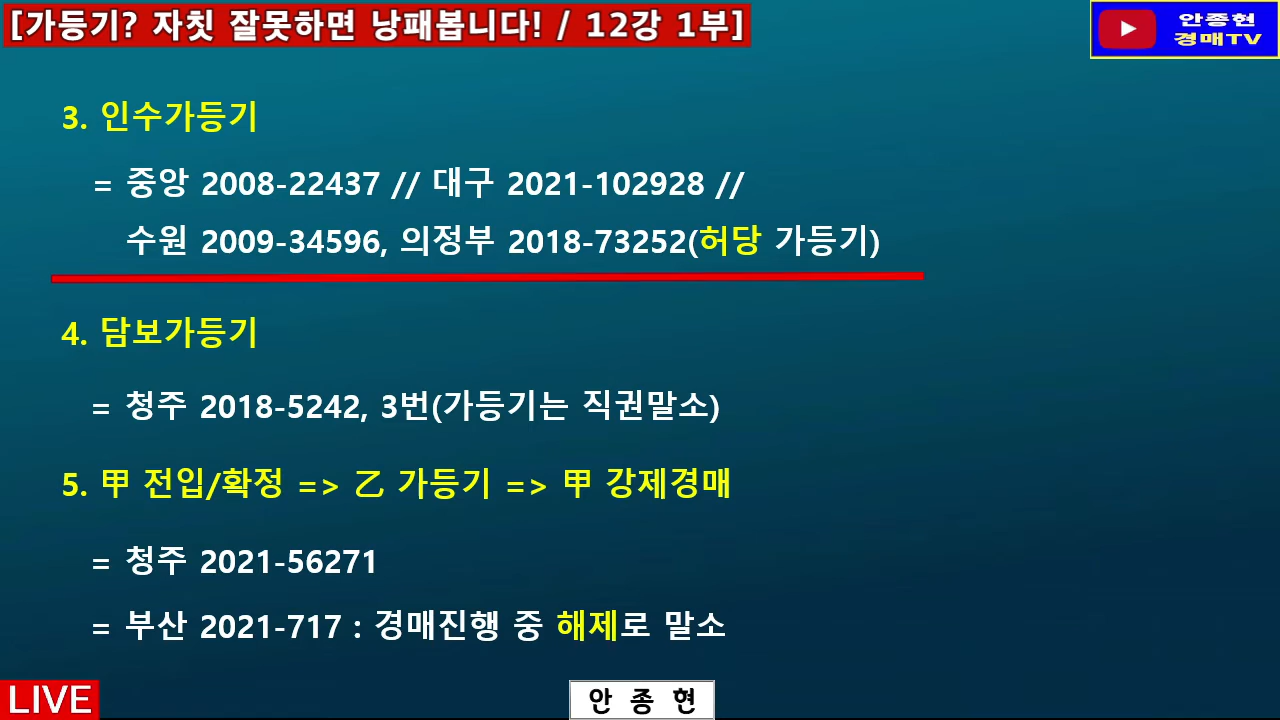 [가등기? 자칫 잘못하면 낭패봅니다! / 12강 1부]
안종현
경매TV
3. 인수가등기
= 중앙 2008-22437 // 대구 2021-102928 //
수원 2009-34596, 의정부 2018-73252(허당 가등기)
4. 담보가등기
= 청주 2018-5242, 3번(가등기는 직권말소)
5. 甲 전입/확정 => 乙 가등기 => 甲 강제경매
= 청주 2021-56271
= 부산 2021-717 : 경매진행 중 해제로 말소
LIVE
안 종 현